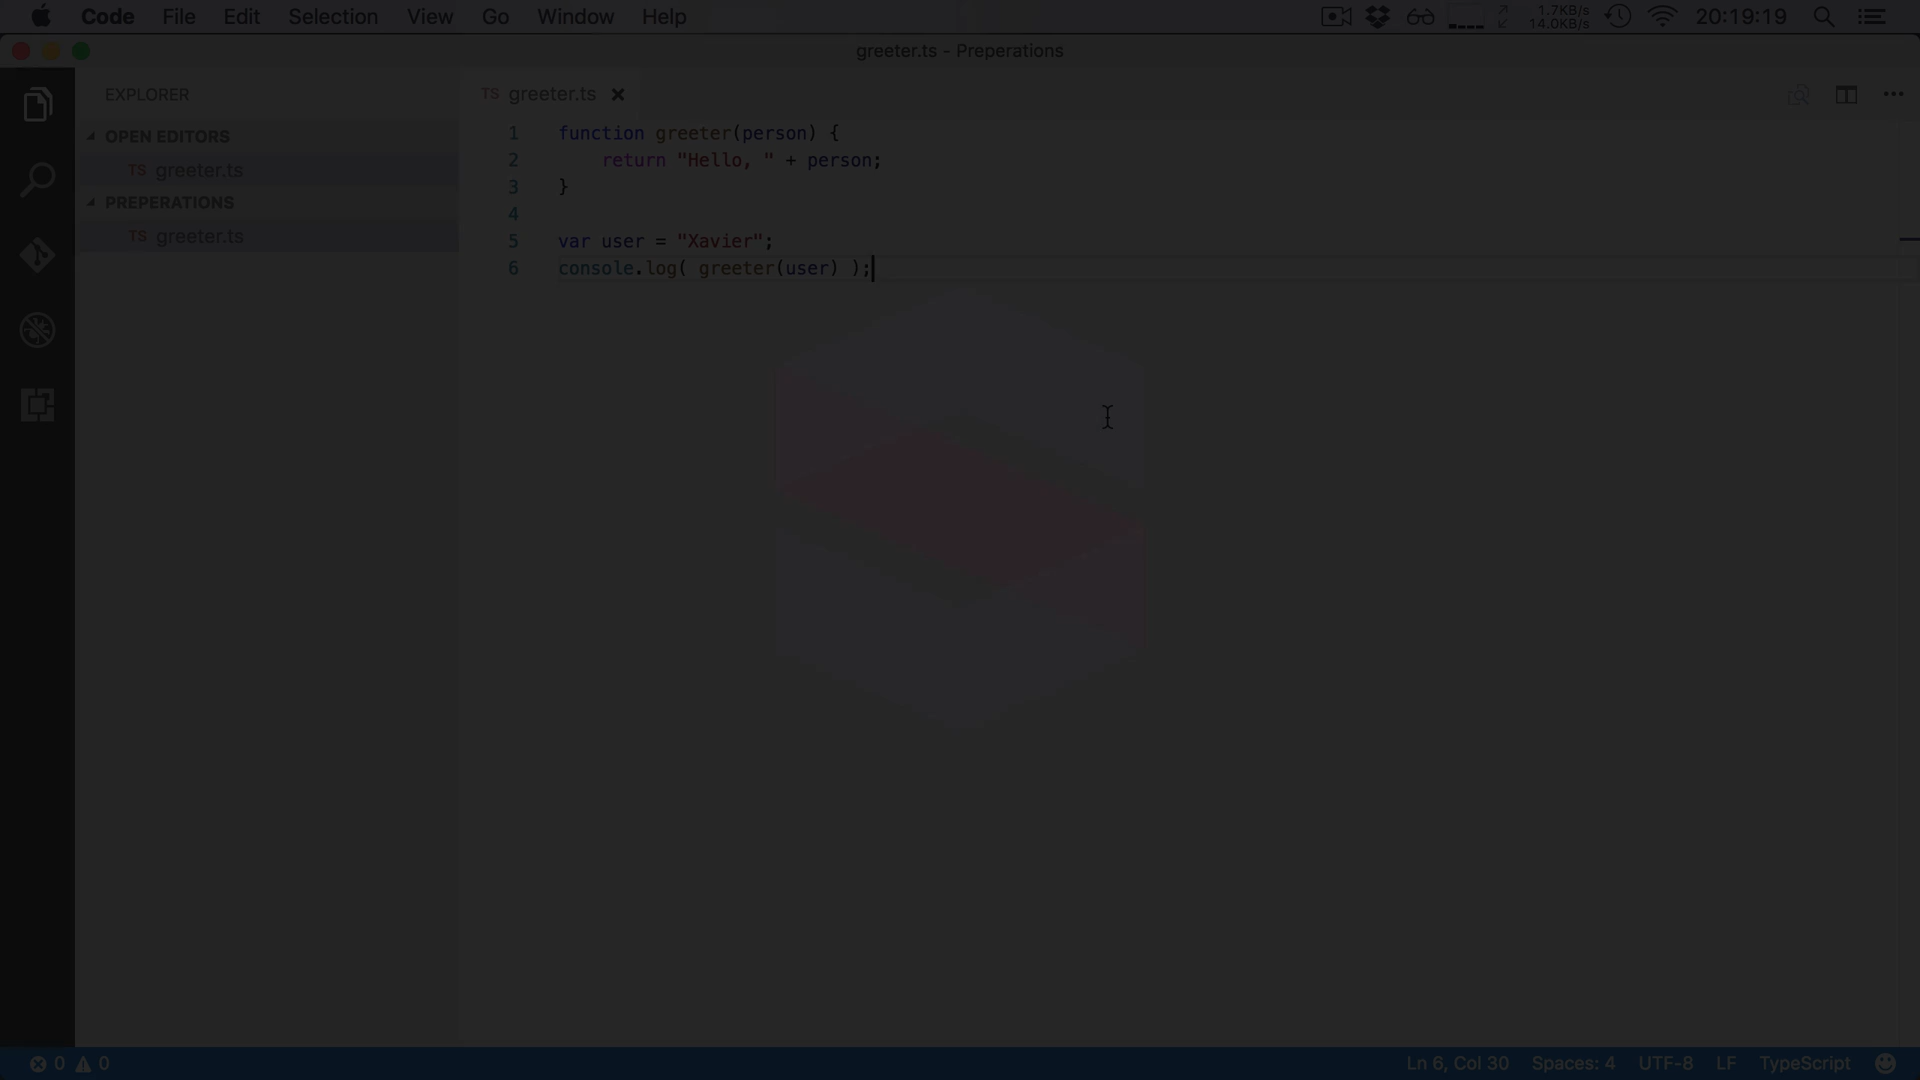 Code File Edit Selection View Go Window Help 1.7KB/s 14.0KB/s 20:19:19
greeter.ts - Preperations
EXPLORER
OPEN EDITORS
TS greeter.ts
PREPERATIONS
TS greeter.ts
TS greeter.ts
1 function greeter(person) {
2     return "Hello, " + person;
3 }
4
5 var user = "Xavier";
6 console.log( greeter(user) );
0 0 Ln 6, Col 30 Spaces: 4 UTF-8 LF TypeScript